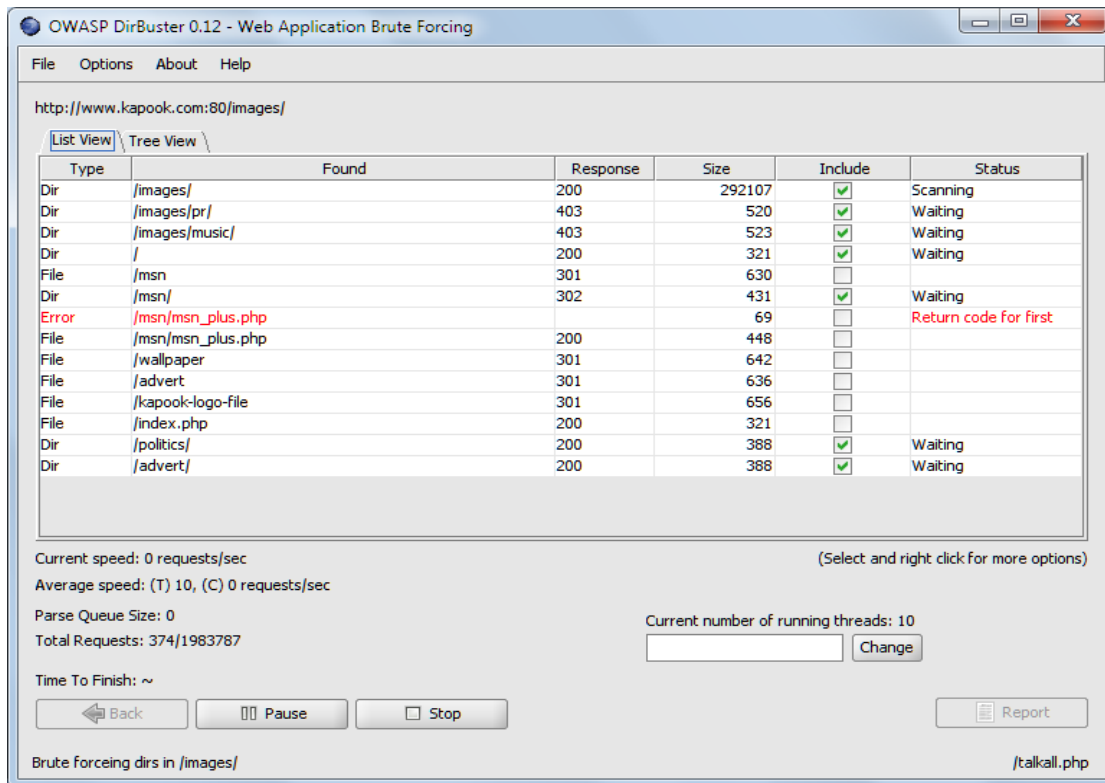 OWASP DirBuster 0.12 - Web Application Brute Forcing
File Options About Help
http://www.kapook.com:80/images/
List View Tree View
Type Found Response Size Include Status
Dir /images/ 200 292107 Scanning
Dir /images/pr/ 403 520 Waiting
Dir /images/music/ 403 523 Waiting
Dir / 200 321 Waiting
File /msn 301 630
Dir /msn/ 302 431 Waiting
Error /msn/msn_plus.php 69 Return code for first
File /msn/msn_plus.php 200 448
File /wallpaper 301 642
File /advert 301 636
File /kapook-logo-file 301 656
File /index.php 200 321
Dir /politics/ 200 388 Waiting
Dir /advert/ 200 388 Waiting
Current speed: 0 requests/sec (Select and right click for more options)
Average speed: (T) 10, (C) 0 requests/sec
Parse Queue Size: 0
Current number of running threads: 10
Total Requests: 374/1983787
Change
Time To Finish: ~
Back Pause Stop Report
Brute forceing dirs in /images/ /talkall.php